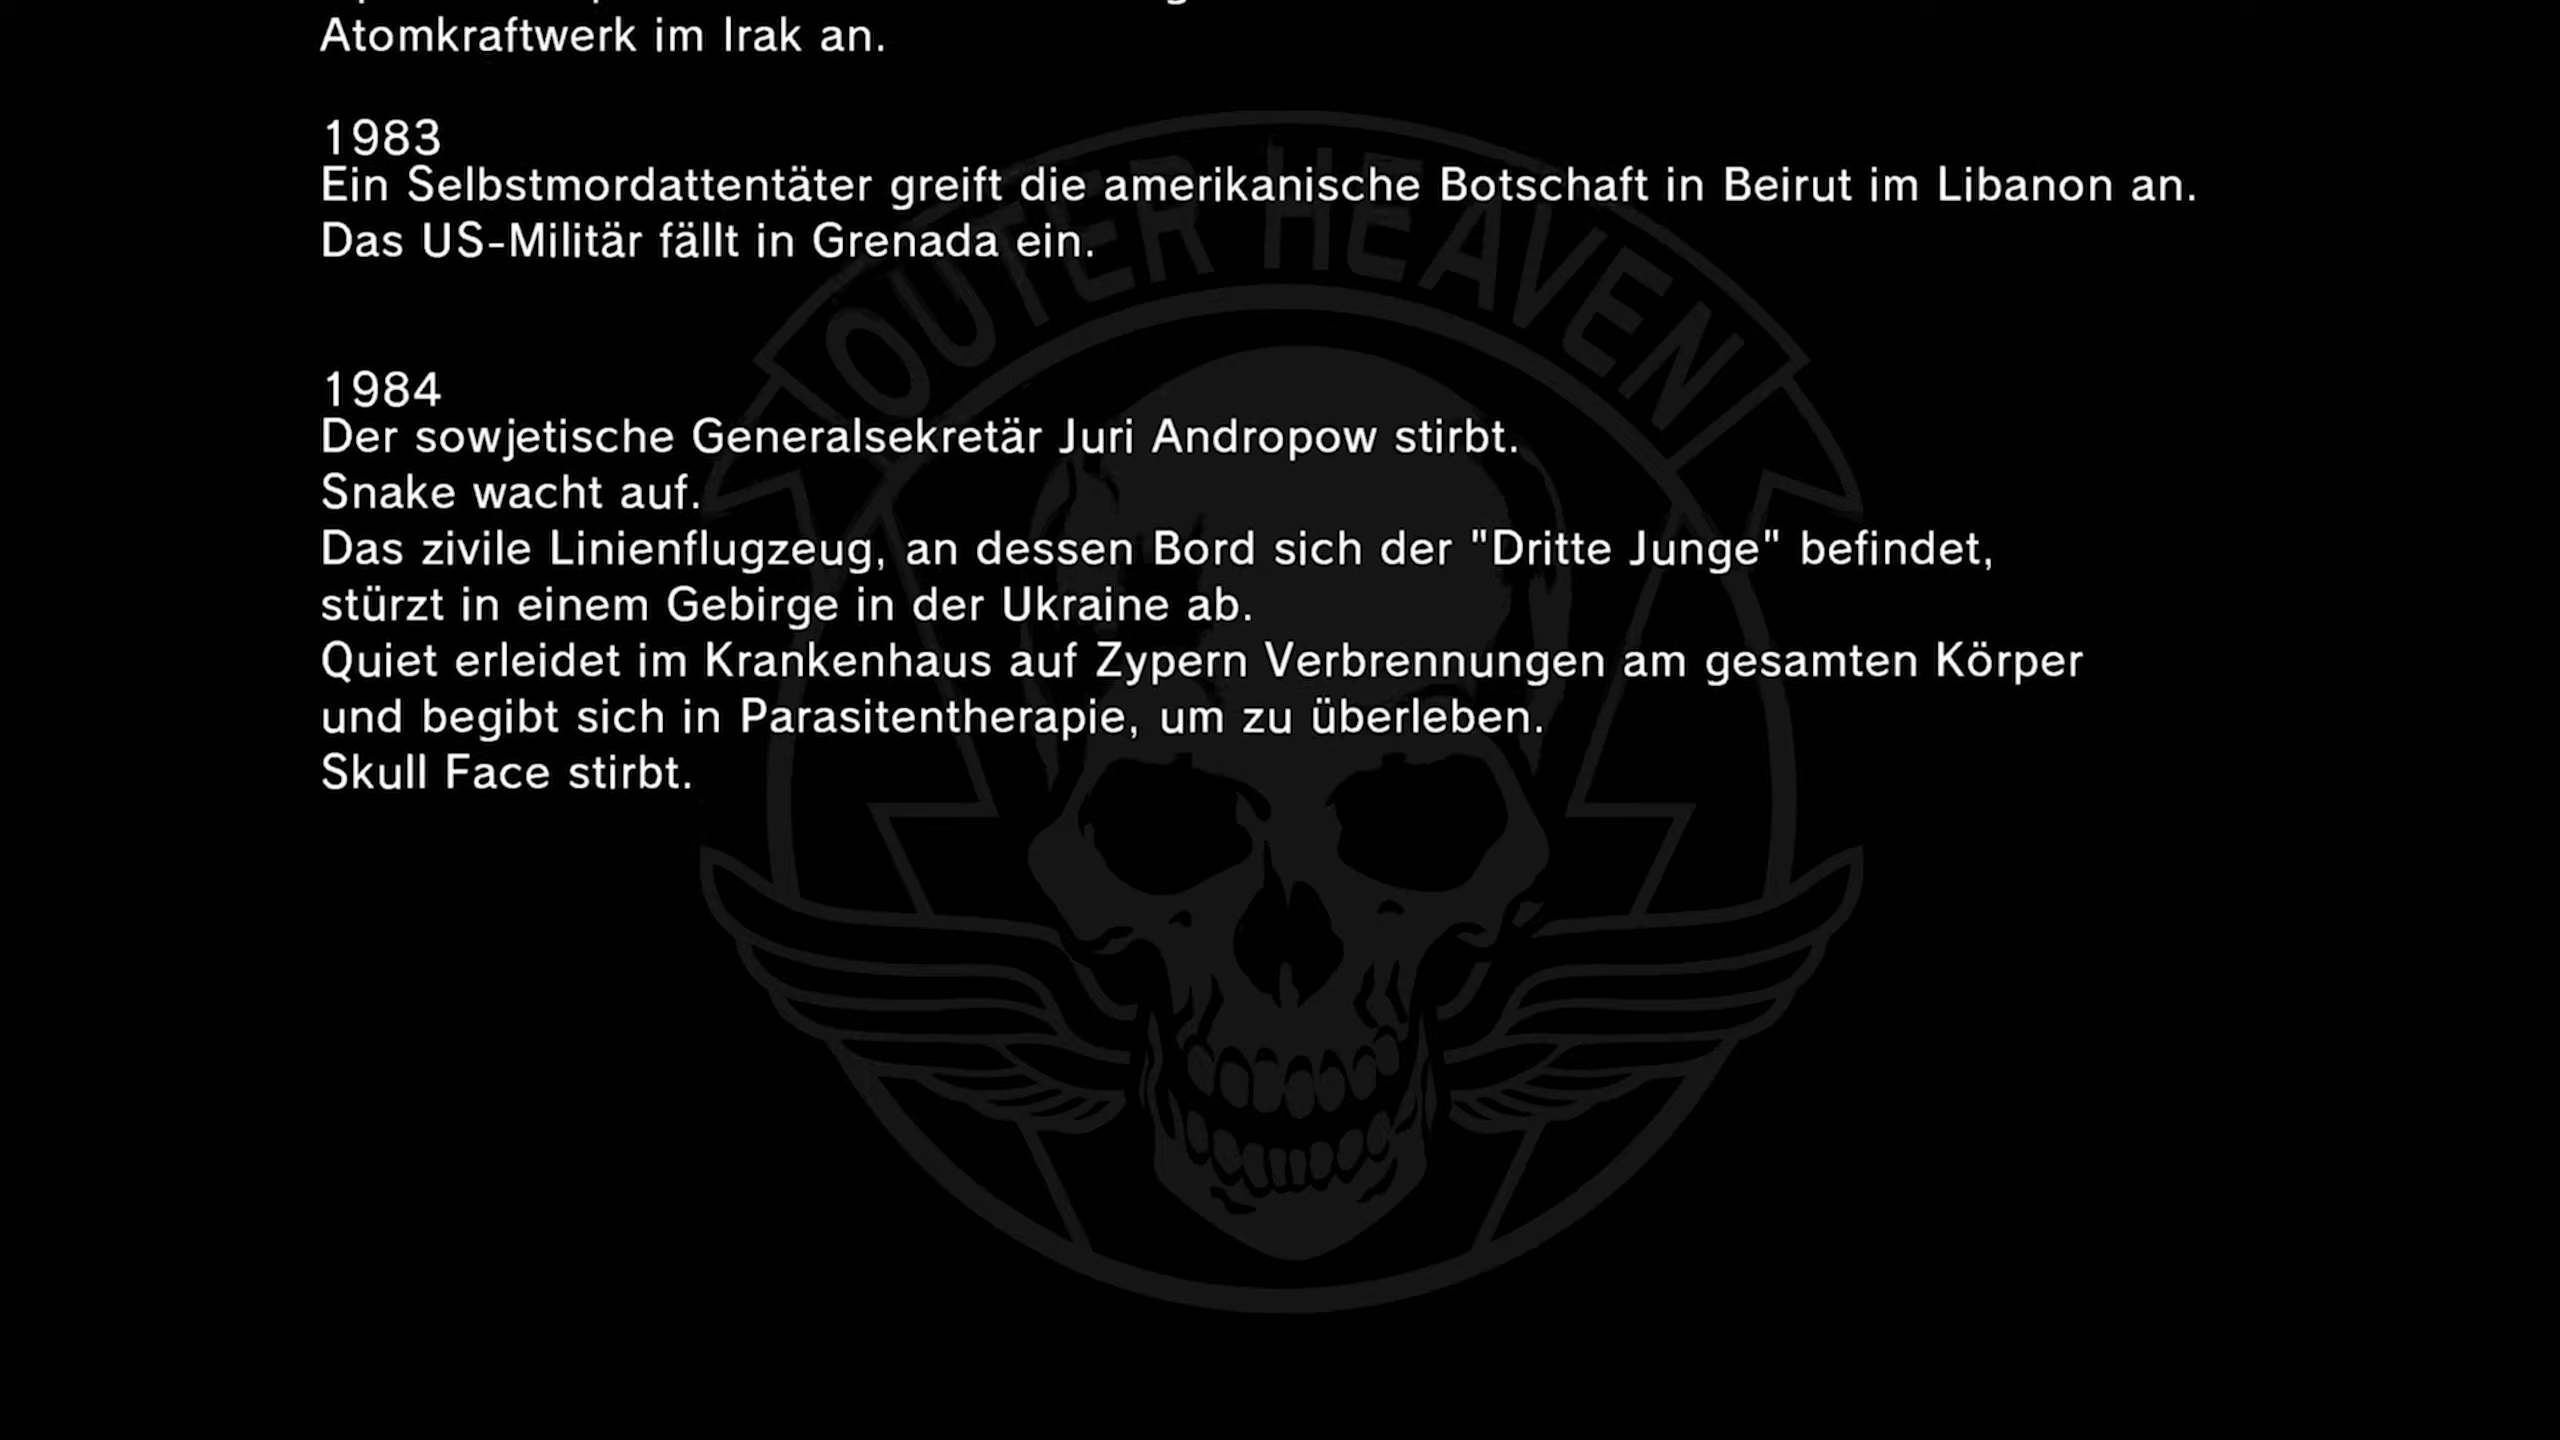 Atomkraftwerk im Irak an.
1983
Ein Selbstmordattentäter greift die amerikanische Botschaft in Beirut im Libanon an.
Das US-Militär fällt in Grenada ein.
OUTER HEAVEN
1984
Der sowjetische Generalsekretär Juri Andropow stirbt.
Snake wacht auf.
Das zivile Linienflugzeug, an dessen Bord sich der "Dritte Junge" befindet,
stürzt in einem Gebirge in der Ukraine ab.
Quiet erleidet im Krankenhaus auf Zypern Verbrennungen am gesamten Körper
und begibt sich in Parasitentherapie, um zu überleben.
Skull Face stirbt.